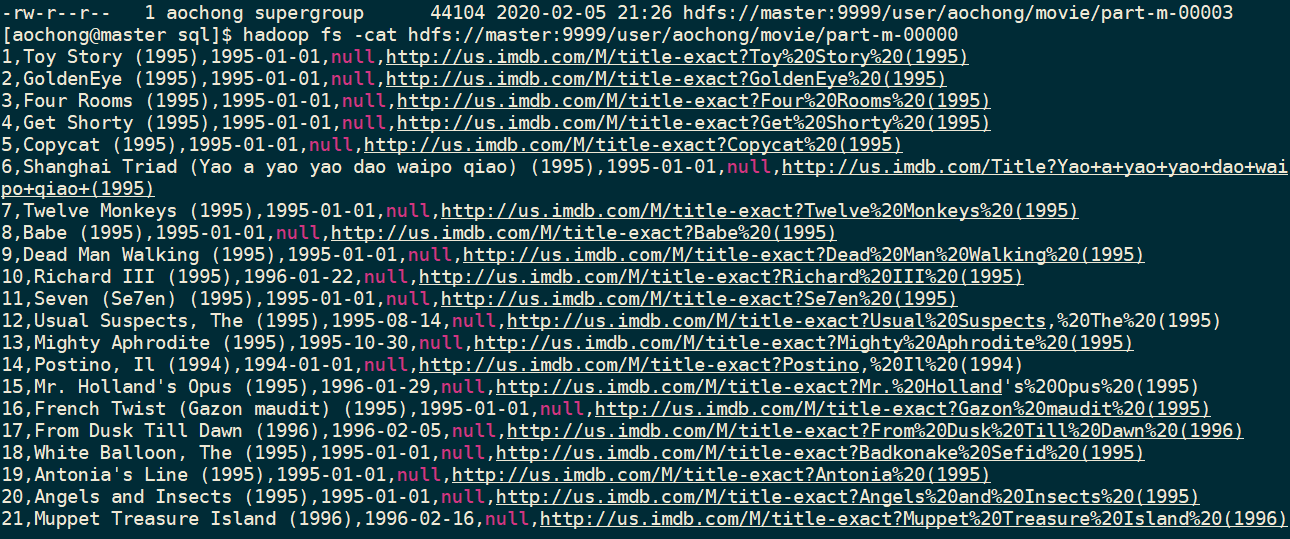 -rw-r--r--   1 aochong supergroup      44104 2020-02-05 21:26 hdfs://master:9999/user/aochong/movie/part-m-00003
[aochong@master sql]$ hadoop fs -cat hdfs://master:9999/user/aochong/movie/part-m-00000
1,Toy Story (1995),1995-01-01,null,http://us.imdb.com/M/title-exact?Toy%20Story%20(1995)
2,GoldenEye (1995),1995-01-01,null,http://us.imdb.com/M/title-exact?GoldenEye%20(1995)
3,Four Rooms (1995),1995-01-01,null,http://us.imdb.com/M/title-exact?Four%20Rooms%20(1995)
4,Get Shorty (1995),1995-01-01,null,http://us.imdb.com/M/title-exact?Get%20Shorty%20(1995)
5,Copycat (1995),1995-01-01,null,http://us.imdb.com/M/title-exact?Copycat%20(1995)
6,Shanghai Triad (Yao a yao yao dao waipo qiao) (1995),1995-01-01,null,http://us.imdb.com/Title?Yao+a+yao+yao+dao+wai
po+qiao+(1995)
7,Twelve Monkeys (1995),1995-01-01,null,http://us.imdb.com/M/title-exact?Twelve%20Monkeys%20(1995)
8,Babe (1995),1995-01-01,null,http://us.imdb.com/M/title-exact?Babe%20(1995)
9,Dead Man Walking (1995),1995-01-01,null,http://us.imdb.com/M/title-exact?Dead%20Man%20Walking%20(1995)
10,Richard III (1995),1996-01-22,null,http://us.imdb.com/M/title-exact?Richard%20III%20(1995)
11,Seven (Se7en) (1995),1995-01-01,null,http://us.imdb.com/M/title-exact?Se7en%20(1995)
12,Usual Suspects, The (1995),1995-08-14,null,http://us.imdb.com/M/title-exact?Usual%20Suspects,%20The%20(1995)
13,Mighty Aphrodite (1995),1995-10-30,null,http://us.imdb.com/M/title-exact?Mighty%20Aphrodite%20(1995)
14,Postino, Il (1994),1994-01-01,null,http://us.imdb.com/M/title-exact?Postino,%20Il%20(1994)
15,Mr. Holland's Opus (1995),1996-01-29,null,http://us.imdb.com/M/title-exact?Mr.%20Holland's%20Opus%20(1995)
16,French Twist (Gazon maudit) (1995),1995-01-01,null,http://us.imdb.com/M/title-exact?Gazon%20maudit%20(1995)
17,From Dusk Till Dawn (1996),1996-02-05,null,http://us.imdb.com/M/title-exact?From%20Dusk%20Till%20Dawn%20(1996)
18,White Balloon, The (1995),1995-01-01,null,http://us.imdb.com/M/title-exact?Badkonake%20Sefid%20(1995)
19,Antonia's Line (1995),1995-01-01,null,http://us.imdb.com/M/title-exact?Antonia%20(1995)
20,Angels and Insects (1995),1995-01-01,null,http://us.imdb.com/M/title-exact?Angels%20and%20Insects%20(1995)
21,Muppet Treasure Island (1996),1996-02-16,null,http://us.imdb.com/M/title-exact?Muppet%20Treasure%20Island%20(1996)